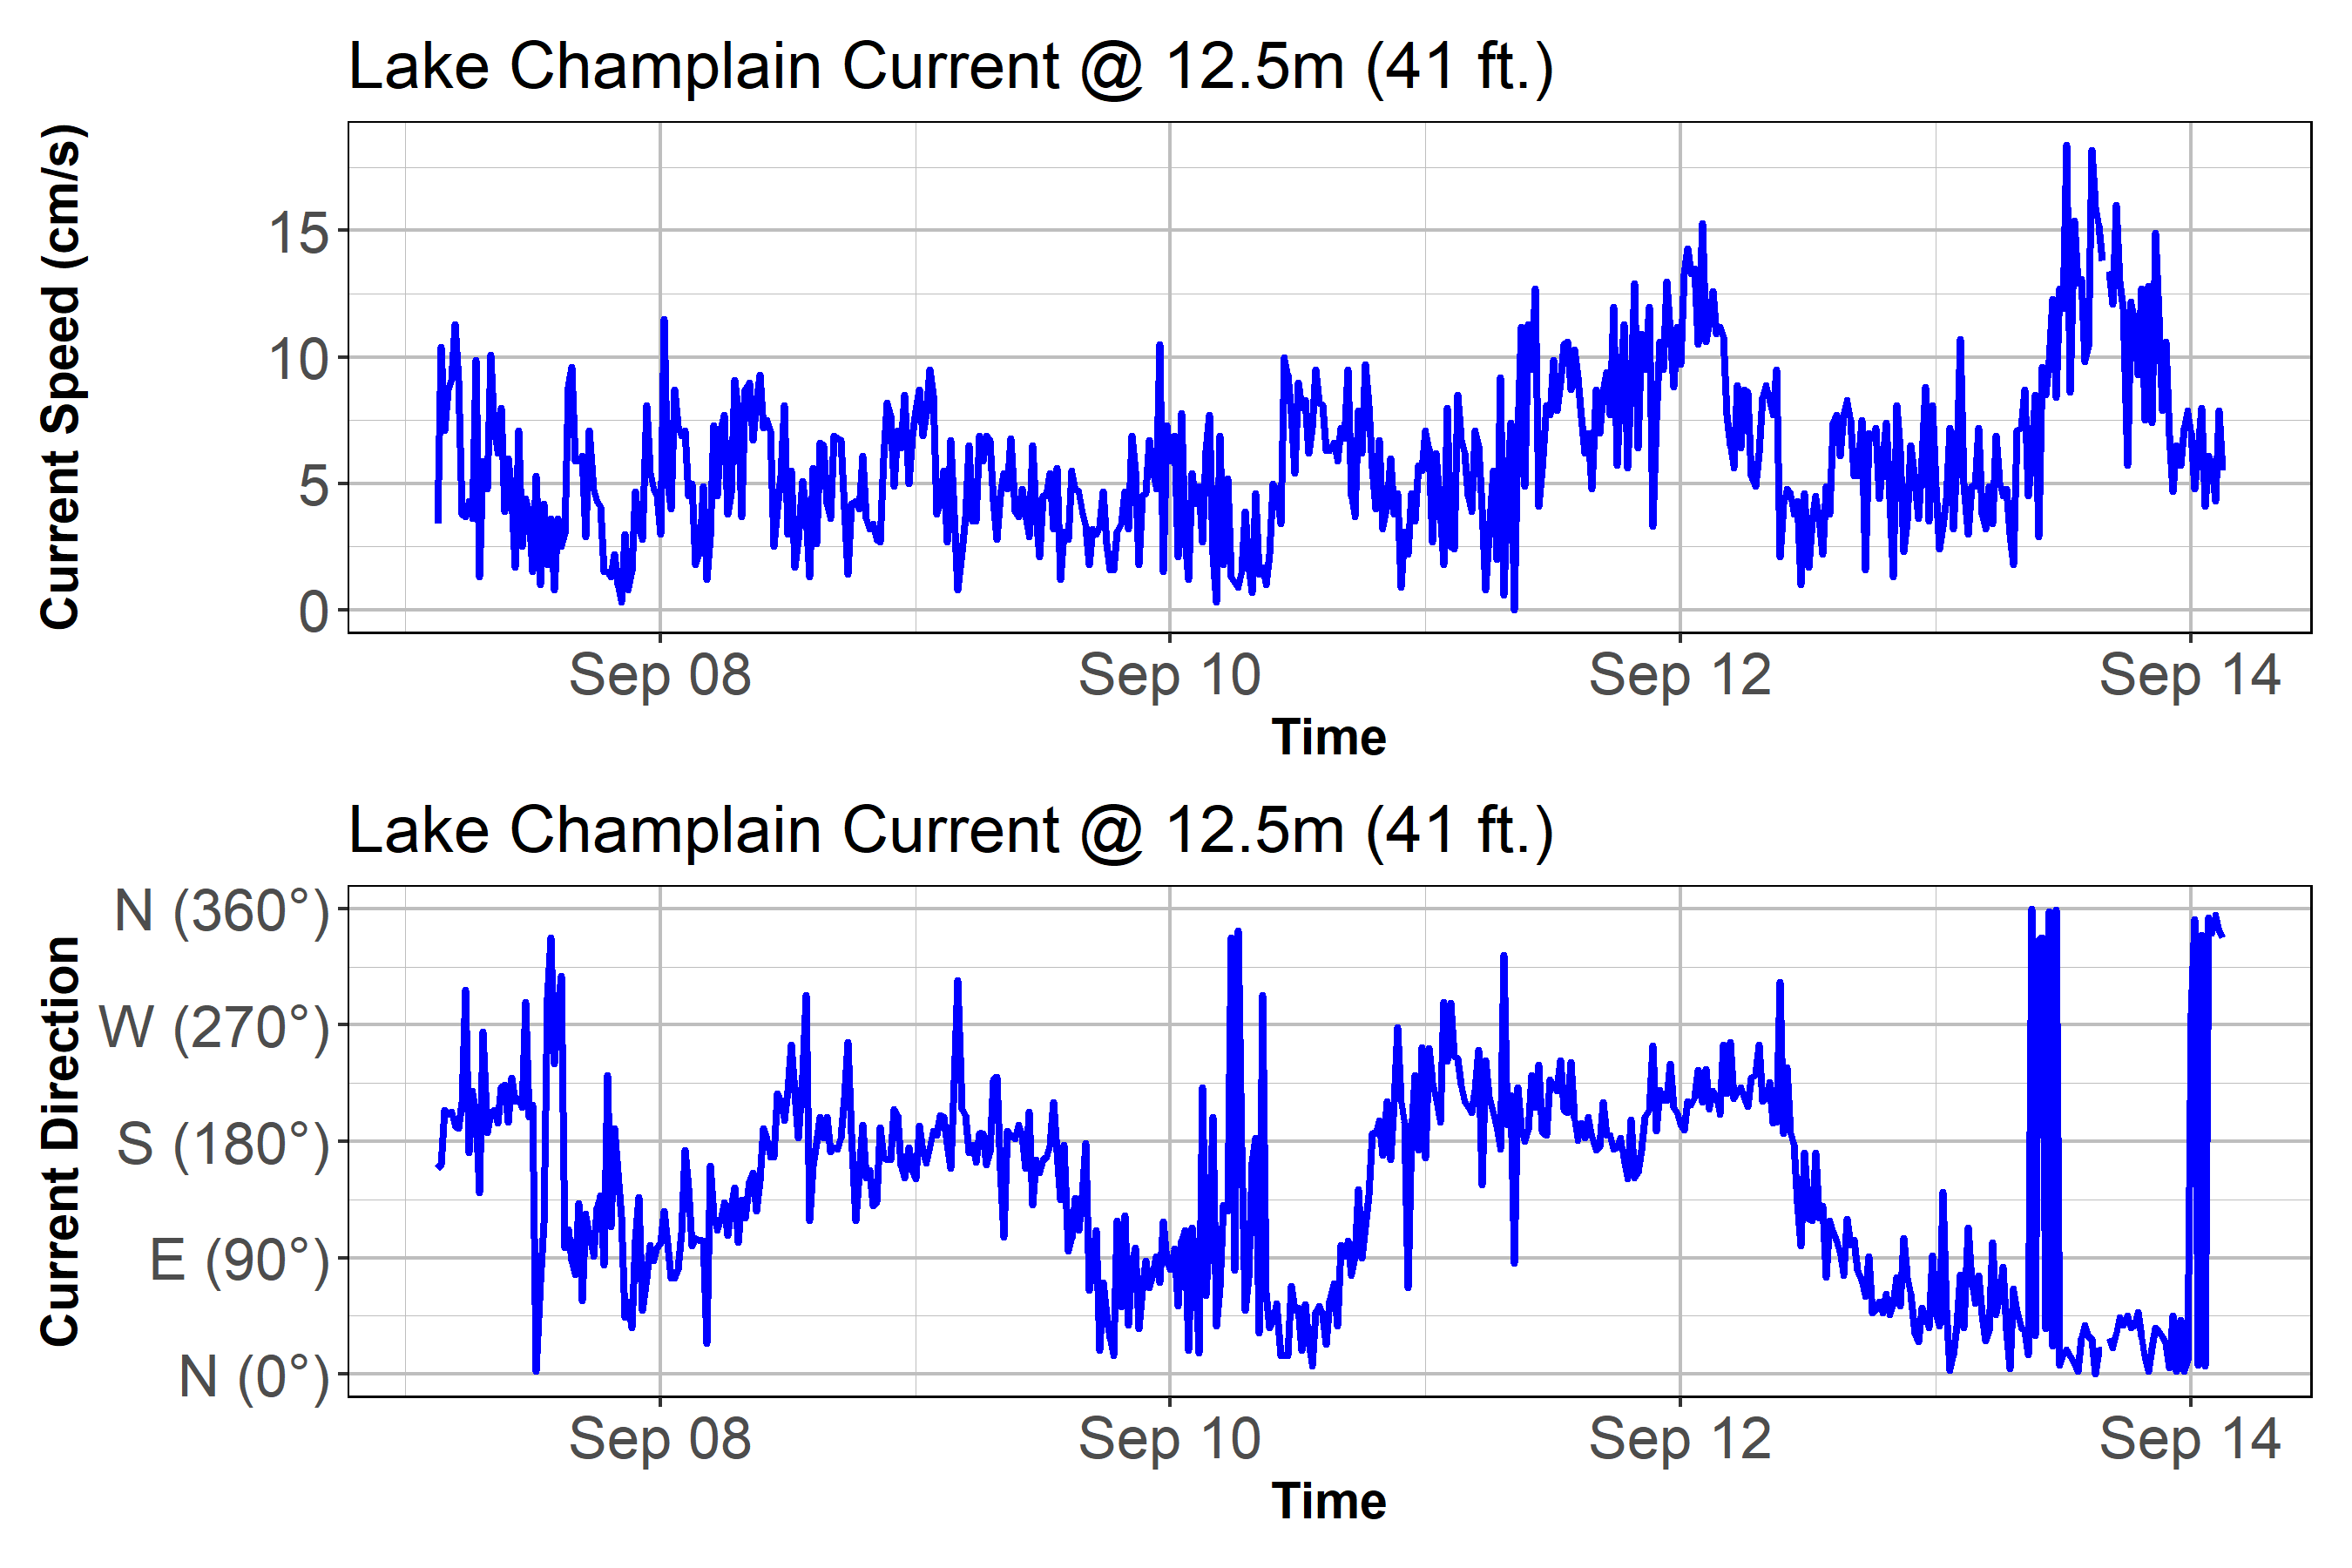 Lake Champlain Current @ 12.5m (41 ft.)
Current Speed (cm/s)
15
10
5
0
Sep 08 Sep 10 Sep 12 Sep 14
Time
Lake Champlain Current @ 12.5m (41 ft.)
Current Direction
N (360°)
W (270°)
S (180°)
E (90°)
N (0°)
Sep 08 Sep 10 Sep 12 Sep 14
Time